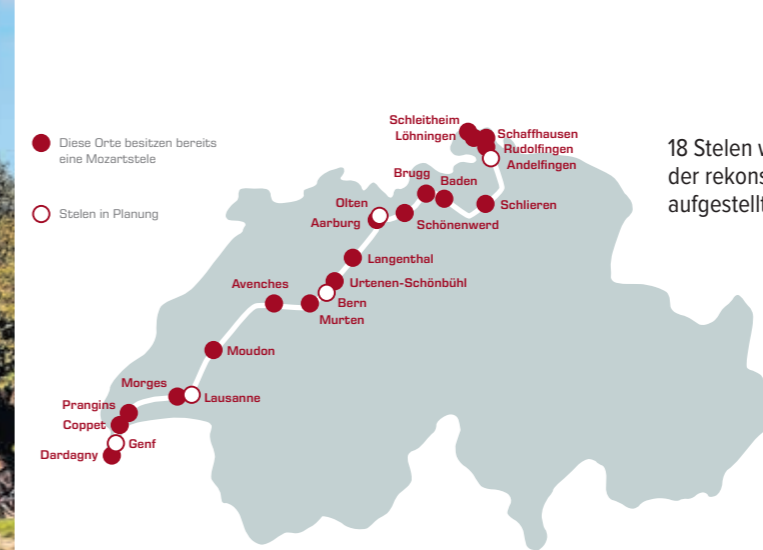 Diese Orte besitzen bereits
eine Mozartstele
Stelen in Planung
Schleitheim
Löhningen
Schaffhausen
Rudolfingen
Andelfingen
Brugg
Baden
Schlieren
Olten
Aarburg
Schönenwerd
Langenthal
Urtenen-Schönbühl
Avenches
Bern
Murten
Moudon
Morges
Lausanne
Prangins
Coppet
Genf
Dardagny
18 Stelen
der
aufgestellt